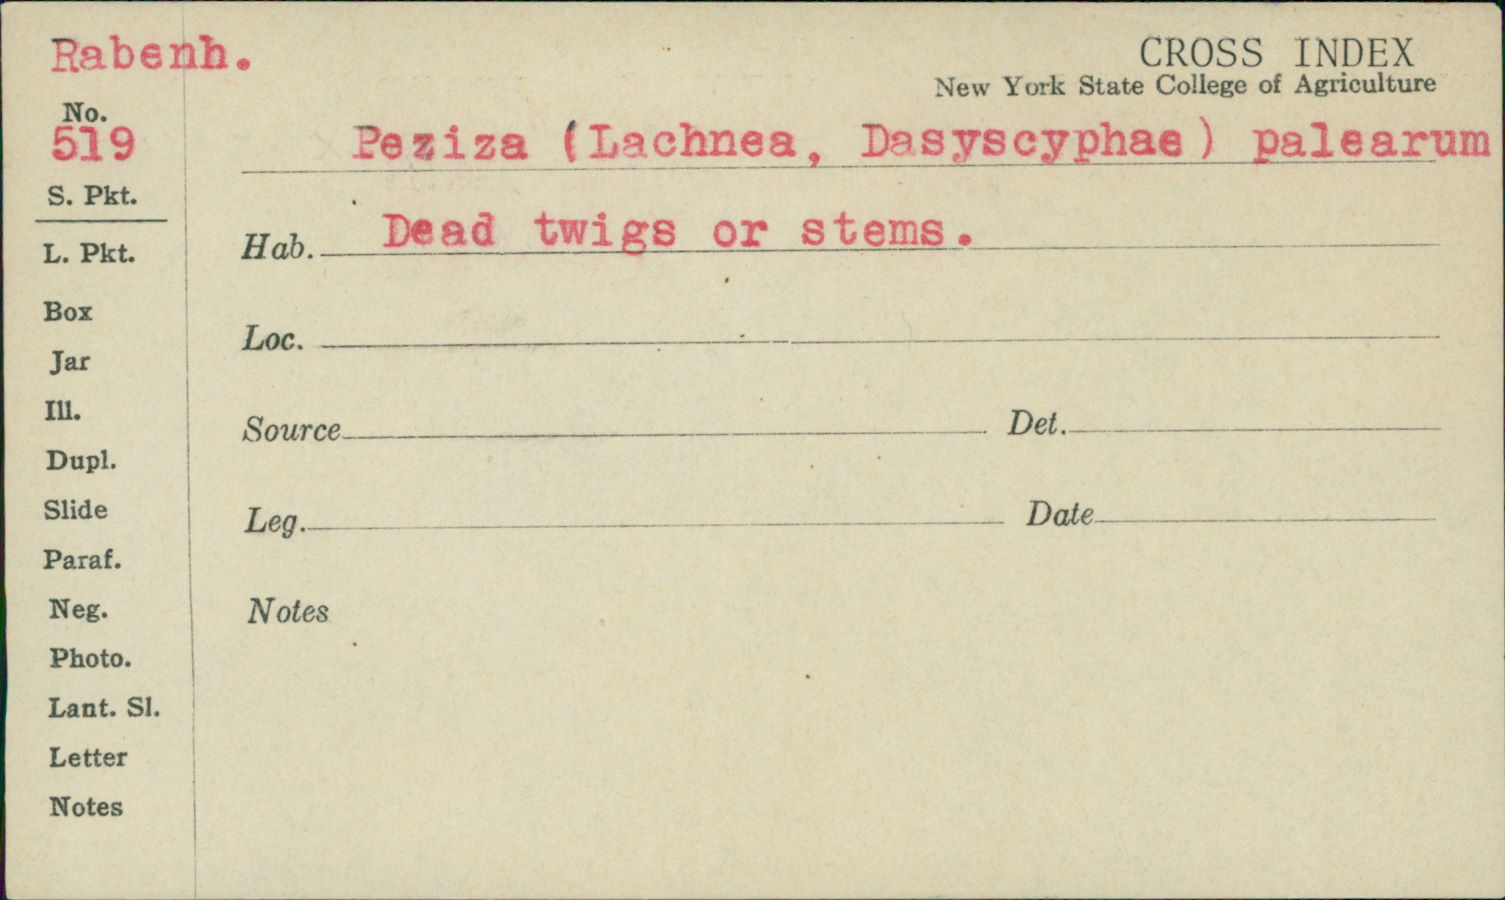 Rabenh.
CROSS INDEX
New York State College of Agriculture
No.
519
Peziza (Lachnea, Dasyscyphae) palearum
S. Pkt.
Hab. Dead twigs or stems.
L. Pkt.
Box
Loc.
Jar
Ill.
Source Det.
Dupl.
Slide
Leg. Date
Paraf.
Neg.
Notes
Photo.
Lant. Sl.
Letter
Notes